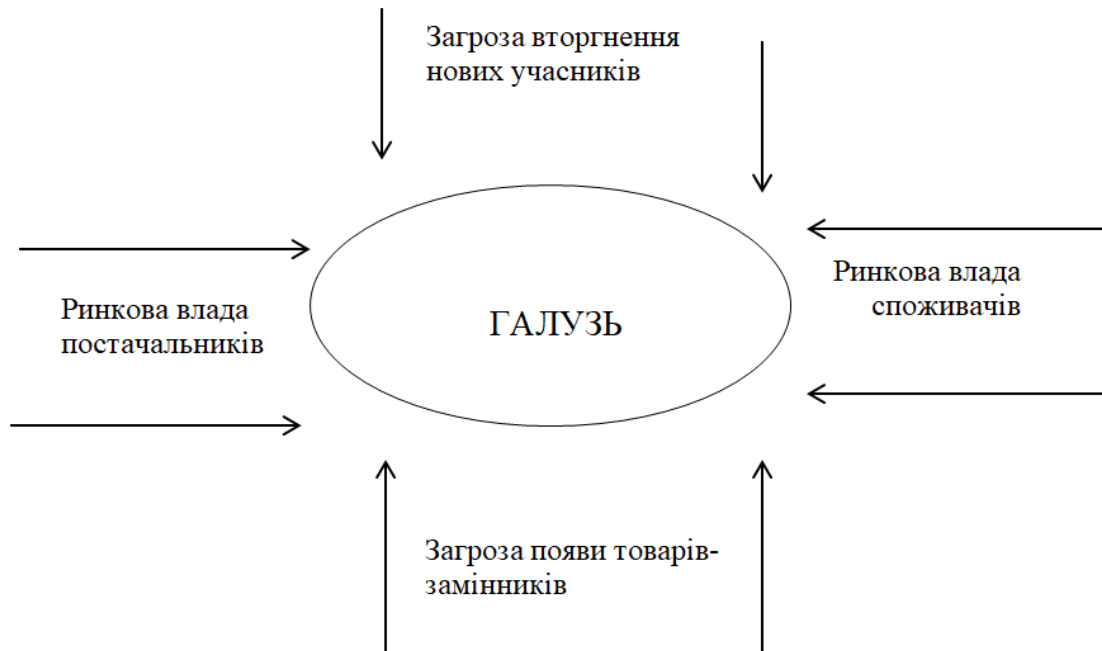 Загроза вторгнення
нових учасників
Ринкова влада
споживачів
Ринкова влада
постачальників
ГАЛУЗЬ
Загроза появи товарів-
замінників